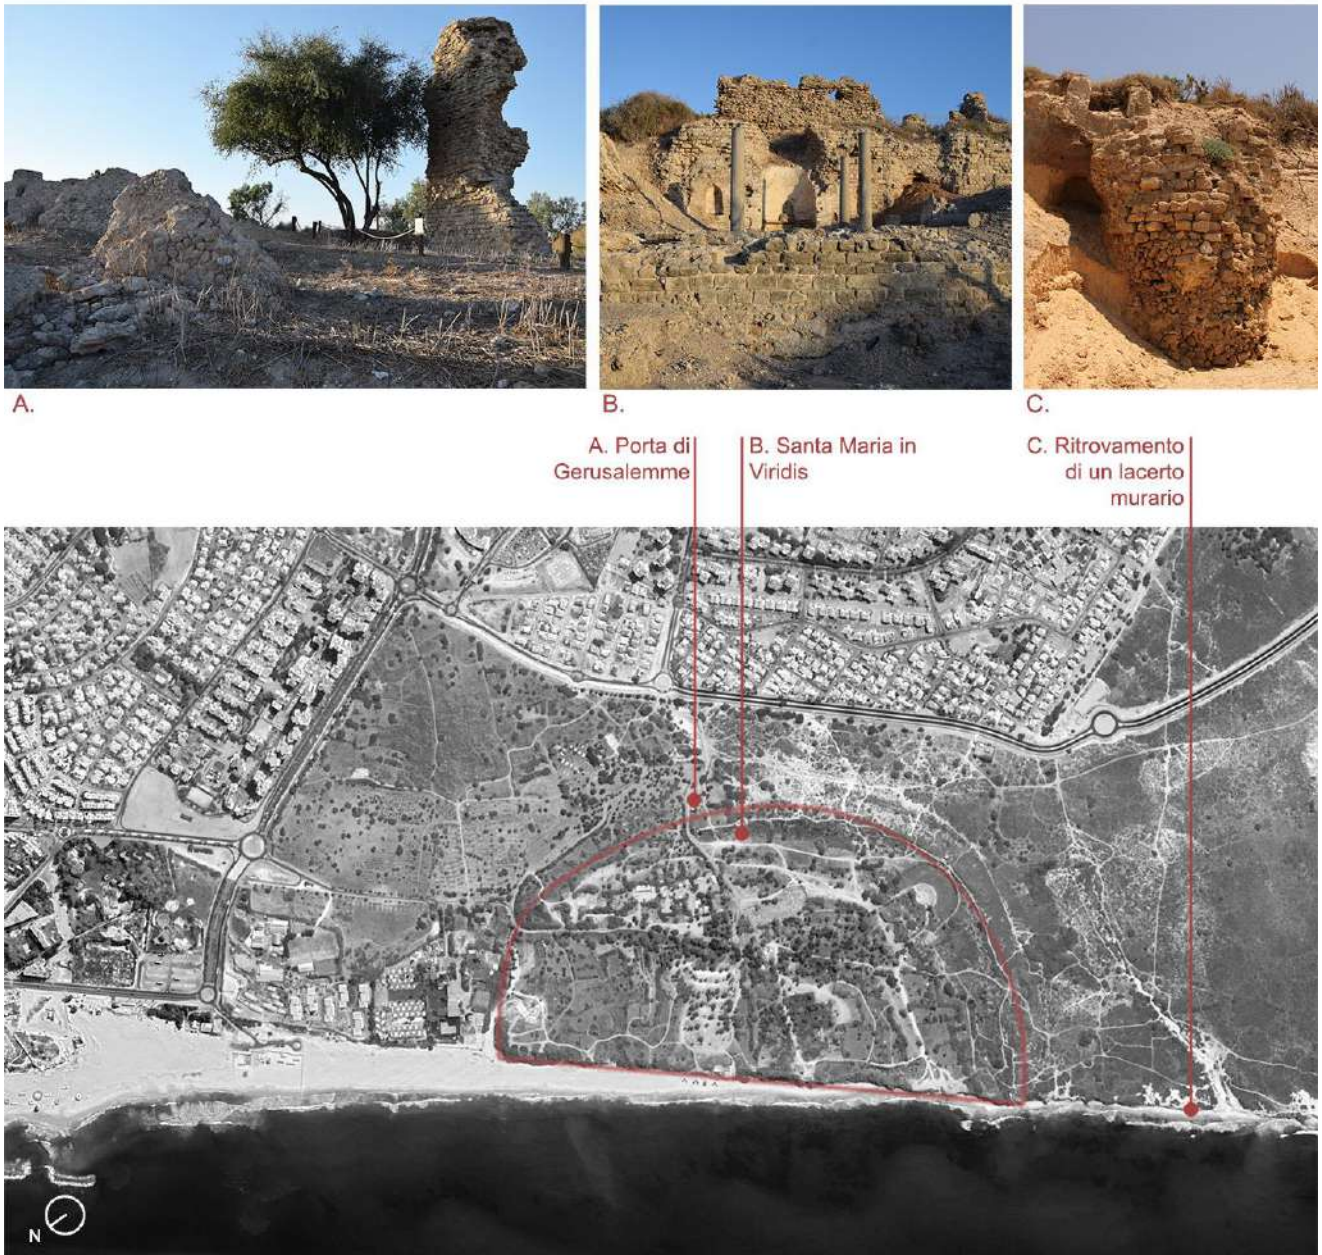 A.
B.
C.
A. Porta di
Gerusalemme
B. Santa Maria in
Viridis
C. Ritrovamento
di un lacerto
murario
N